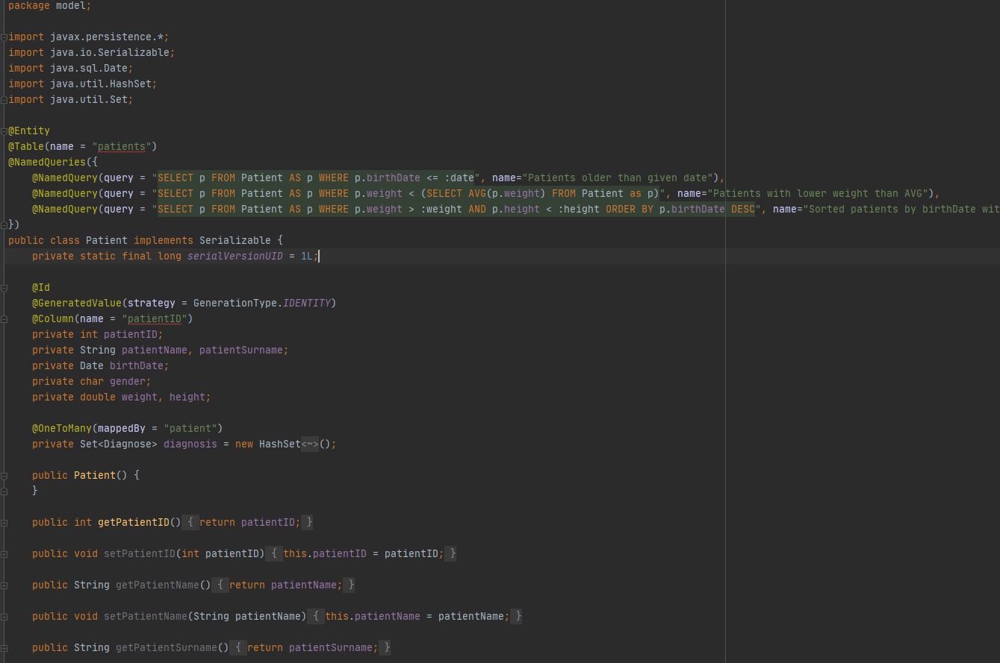 package model;
import javax.persistence.*;
import java.io.Serializable;
import java.sql.Date;
import java.util.HashSet;
import java.util.Set;
@Entity
@Table(name = "patients")
@NamedQueries({
@NamedQuery(query = "SELECT p FROM Patient AS p WHERE p.birthDate <= :date", name="Patients older than given date"),
@NamedQuery(query = "SELECT p FROM Patient AS p WHERE p.weight < (SELECT AVG(p.weight) FROM Patient as p)", name="Patients with lower weight than AVG"),
@NamedQuery(query = "SELECT p FROM Patient AS p WHERE p.weight > :weight AND p.height < :height ORDER BY p.birthDate DESC", name="Sorted patients by birthDate wit
})
public class Patient implements Serializable {
private static final long serialVersionUID = 1L;
@Id
@GeneratedValue(strategy = GenerationType.IDENTITY)
@Column(name = "patientID")
private int patientID;
private String patientName, patientSurname;
private Date birthDate;
private char gender;
private double weight, height;
@OneToMany(mappedBy = "patient")
private Set<Diagnose> diagnosis = new HashSet<~>();
public Patient() {
}
public int getPatientID() { return patientID; }
public void setPatientID(int patientID) { this.patientID = patientID; }
public String getPatientName() { return patientName; }
public void setPatientName(String patientName) { this.patientName = patientName; }
public String getPatientSurname() { return patientSurname; }